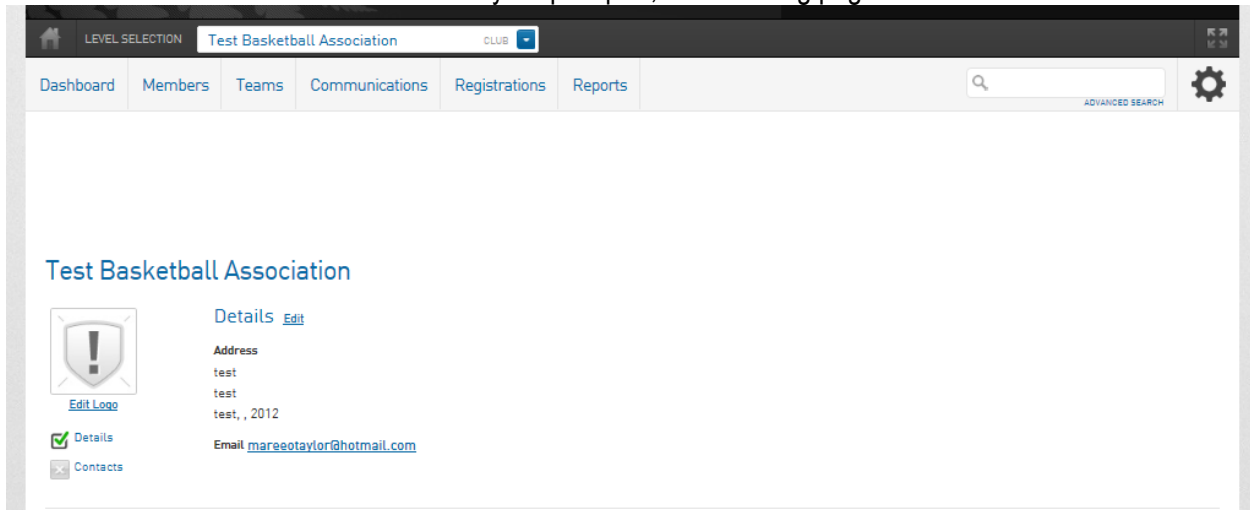 LEVEL SELECTION Test Basketball Association CLUB
Dashboard Members Teams Communications Registrations Reports
ADVANCED SEARCH
Test Basketball Association
Details Edit
Address
test
test
test, , 2012
Edit Logo
Details
Email mareeotaylor@hotmail.com
Contacts